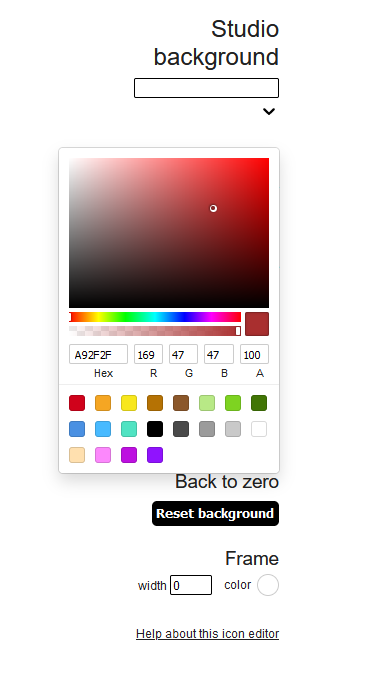 Studio
background
A92F2F 169 47 47 100
Hex R G B A
Back to zero
Reset background
Frame
width 0 color
Help about this icon editor